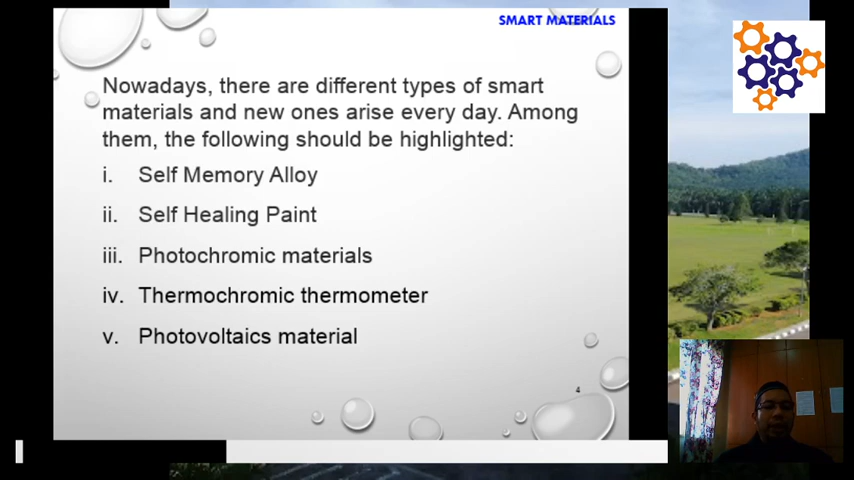 SMART MATERIALS
Nowadays, there are different types of smart
materials and new ones arise every day. Among
them, the following should be highlighted:
i. Self Memory Alloy
ii. Self Healing Paint
iii. Photochromic materials
iv. Thermochromic thermometer
v. Photovoltaics material
4